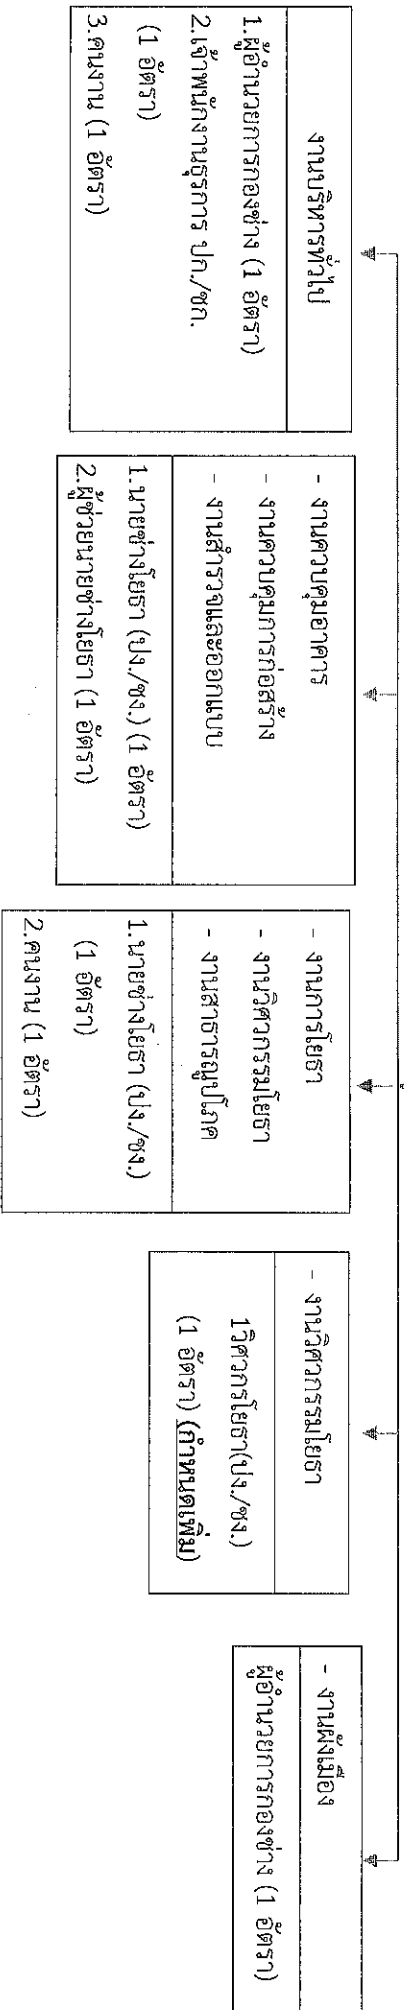 งานบริหารทั่วไป
1.ผู้อำนวยการกองช่าง (1 อัตรา)
2.เจ้าพนักงานธุรการ ปก./ชก.
(1 อัตรา)
3.คนงาน (1 อัตรา)
- งานควบคุมอาคาร
- งานควบคุมการก่อสร้าง
- งานสำรวจและออกแบบ
1.นายช่างโยธา (ปง./ชง.) (1 อัตรา)
2.ผู้ช่วยนายช่างโยธา (1 อัตรา)
- งานการโยธา
- งานวิศวกรรมโยธา
- งานสาธารณูปโภค
1.นายช่างโยธา (ปง./ชง.)
(1 อัตรา)
2.คนงาน (1 อัตรา)
- งานวิศวกรรมโยธา
1วิศวกรโยธา(ปง./ชง.)
(1 อัตรา) (กำหนดเพิ่ม)
- งานผังเมือง
ผู้อำนวยการกองช่าง (1 อัตรา)